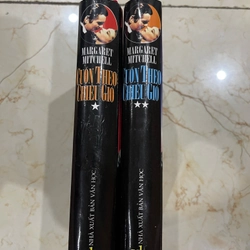 MARGARET
MITCHELL
CUỐN THEO
CHIỀU GIÓ
★
NHÀ XUẤT BẢN VĂN HỌC
MARGARET
MITCHELL
CUỐN THEO
CHIỀU GIÓ
★★
NHÀ XUẤT BẢN VĂN HỌC